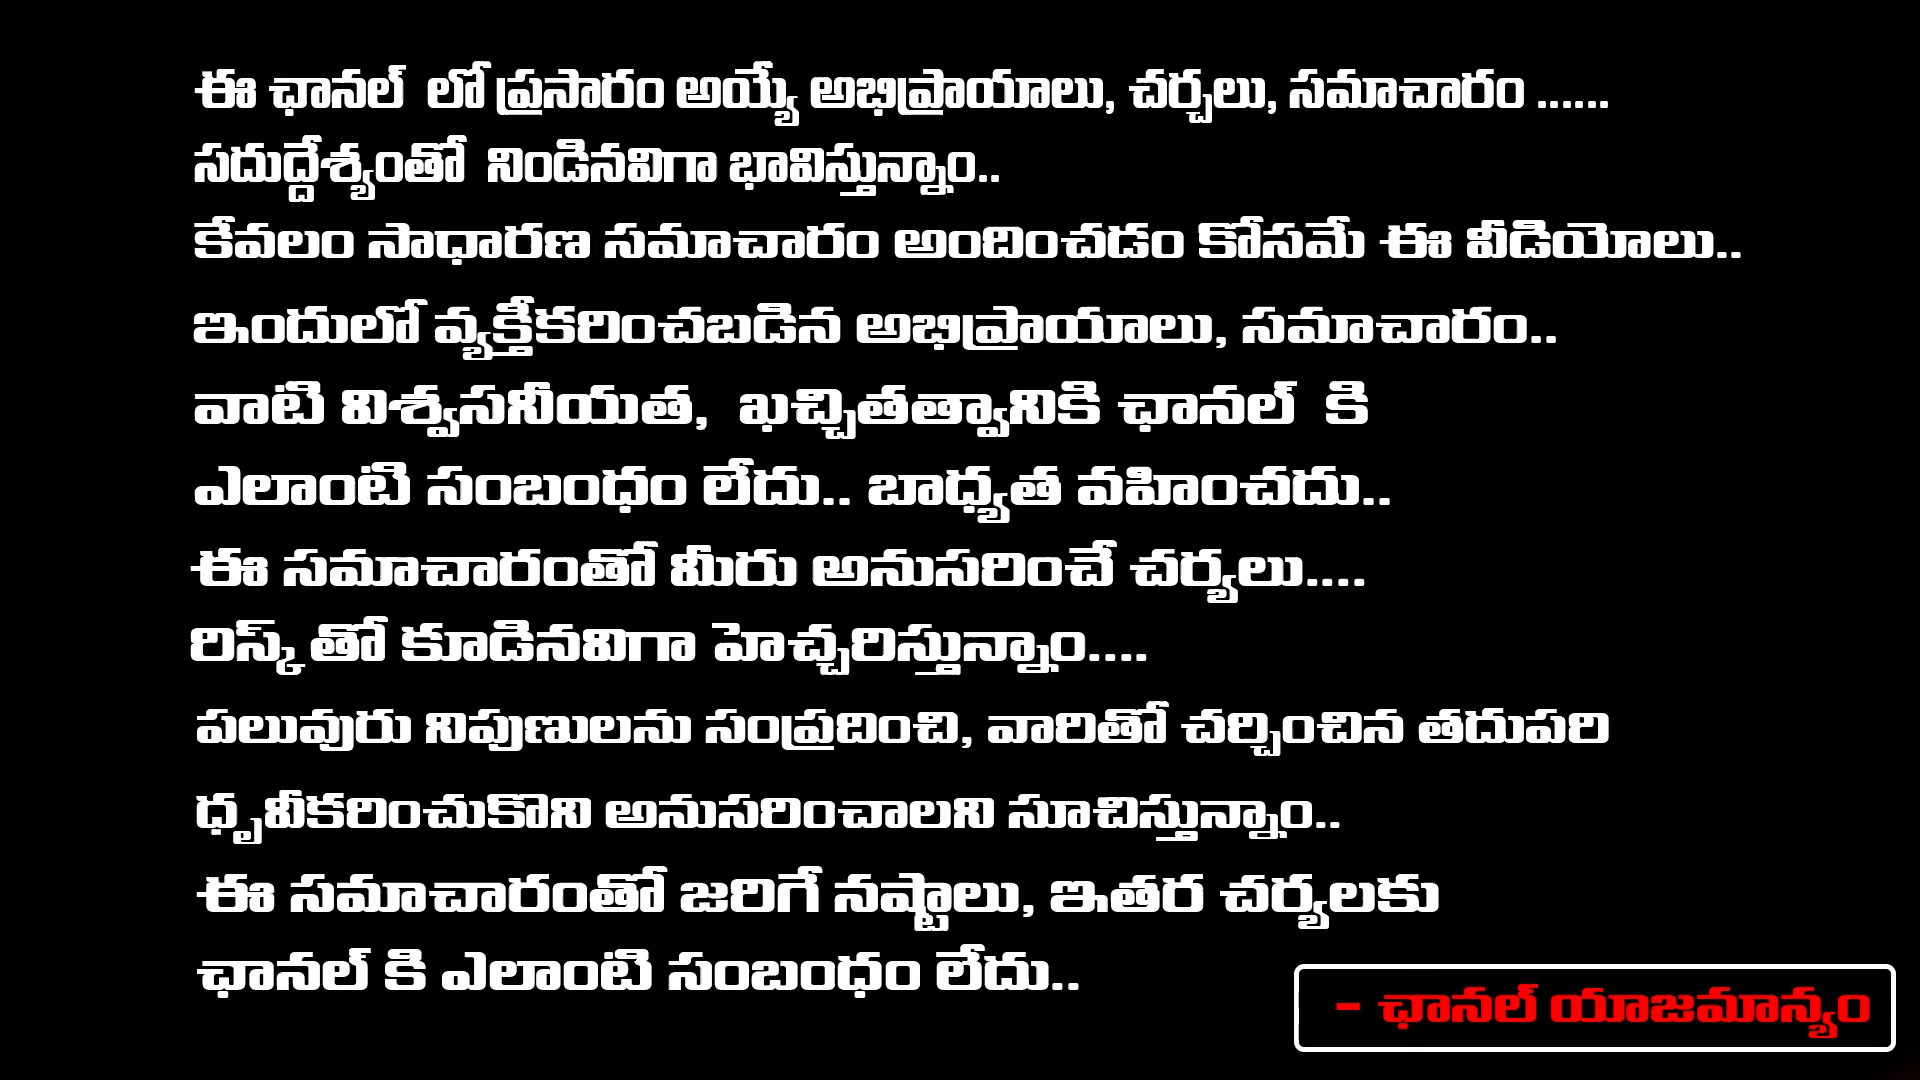 ఈ ఛానల్ లో ప్రసారం అయ్యే అభిప్రాయాలు, చర్చలు, సమాచారం ......
సదుద్దేశ్యంతో నిండినవిగా భావిస్తున్నాం..
కేవలం సాధారణ సమాచారం అందించడం కోసమే ఈ వీడియోలు..
ఇందులో వ్యక్తీకరించబడిన అభిప్రాయాలు, సమాచారం..
వాటి విశ్వసనీయత, ఖచ్చితత్వానికి ఛానల్ కి
ఎలాంటి సంబంధం లేదు.. బాధ్యత వహించదు..
ఈ సమాచారంతో మీరు అనుసరించే చర్యలు....
రిస్క్ తో కూడినవిగా హెచ్చరిస్తున్నాం....
పలువురు నిపుణులను సంప్రదించి, వారితో చర్చించిన తదుపరి
ధృవీకరించుకొని అనుసరించాలని సూచిస్తున్నాం..
ఈ సమాచారంతో జరిగే నష్టాలు, ఇతర చర్యలకు
ఛానల్ కి ఎలాంటి సంబంధం లేదు..
- ఛానల్ యాజమాన్యం